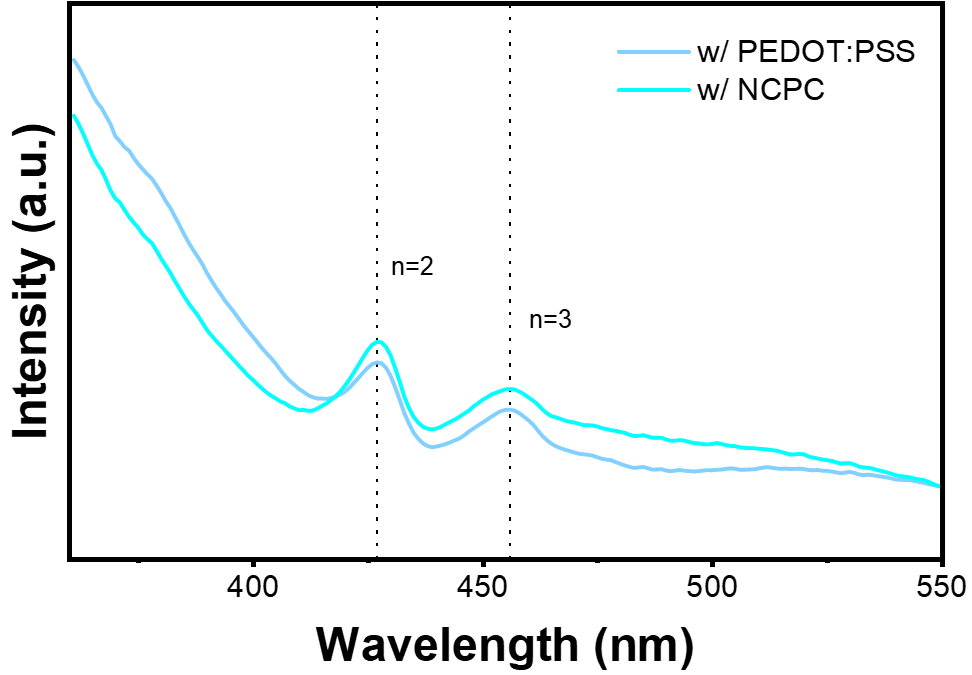 w/ PEDOT:PSS
w/ NCPC
n=2
n=3
Intensity (a.u.)
400
450
500
550
Wavelength (nm)